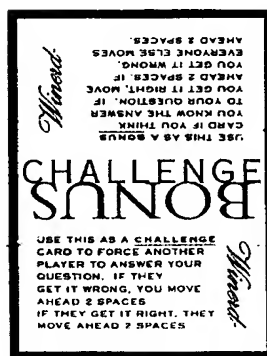 USE THIS AS A BONUS
CARD IF YOU THINK
YOU KNOW THE ANSWER
TO YOUR QUESTION. IF
YOU GET IT RIGHT, MOVE
AHEAD 2 SPACES. IF
YOU GET IT WRONG,
EVERYONE ELSE MOVES
AHEAD 2 SPACES.
Winord
BONUS
CHALLENGE
USE THIS AS A CHALLENGE
CARD TO FORCE ANOTHER
PLAYER TO ANSWER YOUR
QUESTION. IF THEY
GET IT WRONG, YOU MOVE
AHEAD 2 SPACES
IF THEY GET IT RIGHT, THEY
MOVE AHEAD 2 SPACES
Winord